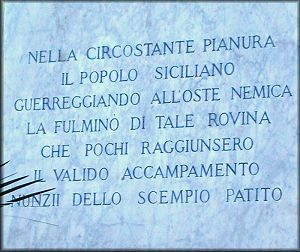 NELLA CIRCOSTANTE PIANURA
IL POPOLO SICILIANO
GUERREGGIANDO ALL'OSTE NEMICA
LA FULMINÒ DI TALE ROVINA
CHE POCHI RAGGIUNSERO
IL VALIDO ACCAMPAMENTO
NUNZII DELLO SCEMPIO PATITO